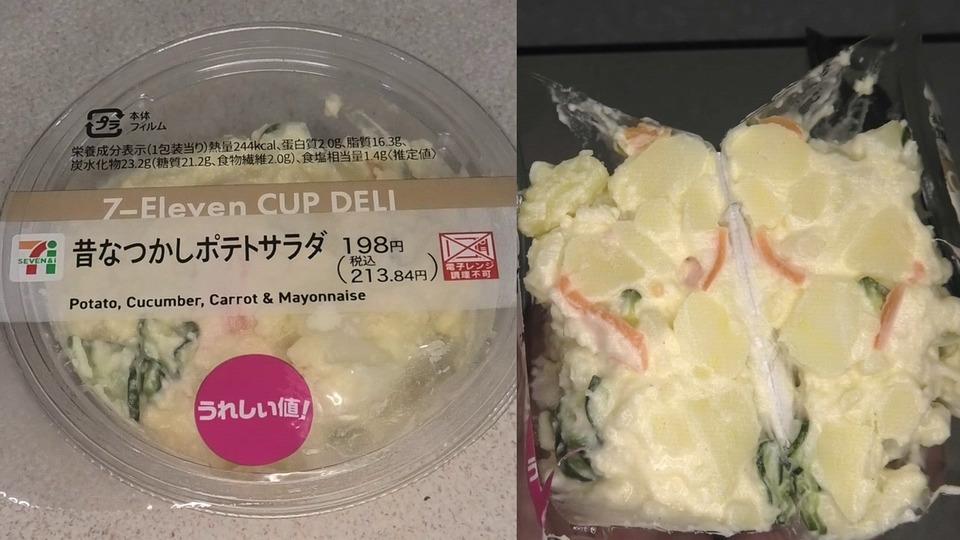 プラ
本体
フィルム
栄養成分表示(1包装当り)熱量244kcal、蛋白質2.0g、脂質16.3g、
炭水化物23.2g(糖質21.2g、食物繊維2.0g)、食塩相当量1.4g(推定値)
7-Eleven CUP DELI
7
SEVEN&i
昔なつかしポテトサラダ
198円
(税込
213.84円)
電子レンジ
調理不可
Potato, Cucumber, Carrot & Mayonnaise
うれしい値!